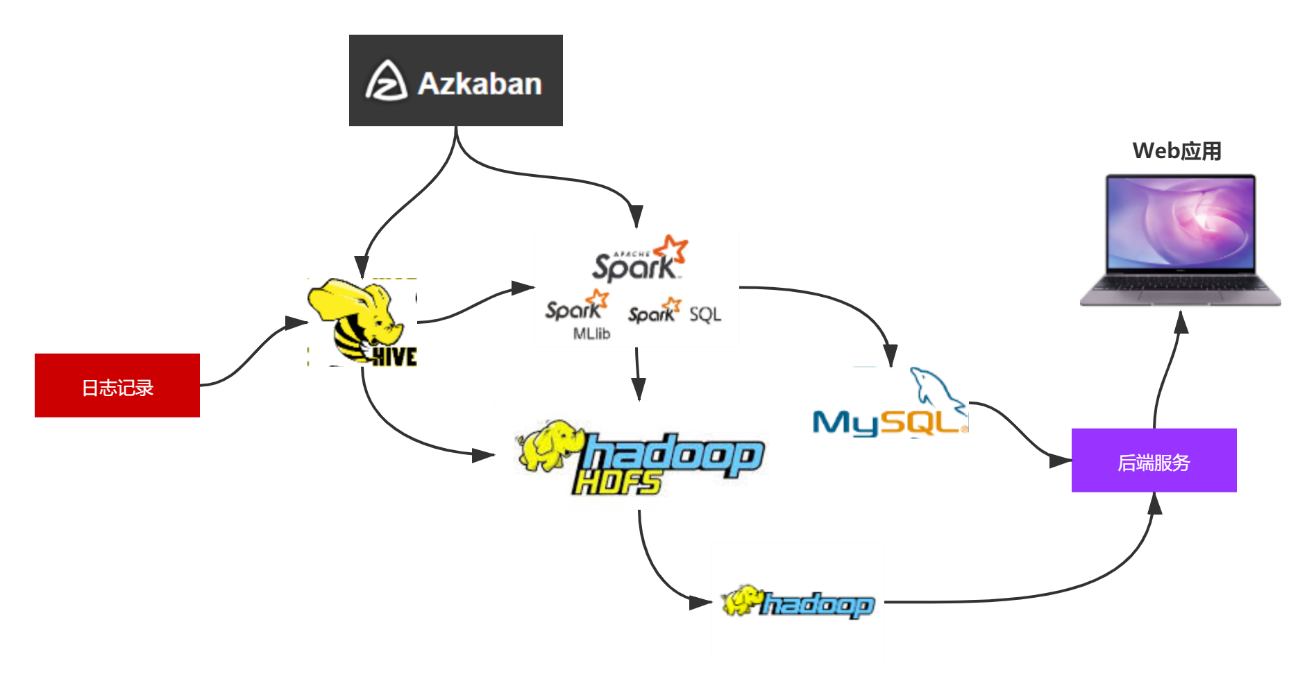 Azkaban
Web应用
APACHE
Spark
Spark
MLlib
Spark SQL
HIVE
日志记录
MySQL
hadoop
HDFS
后端服务
hadoop